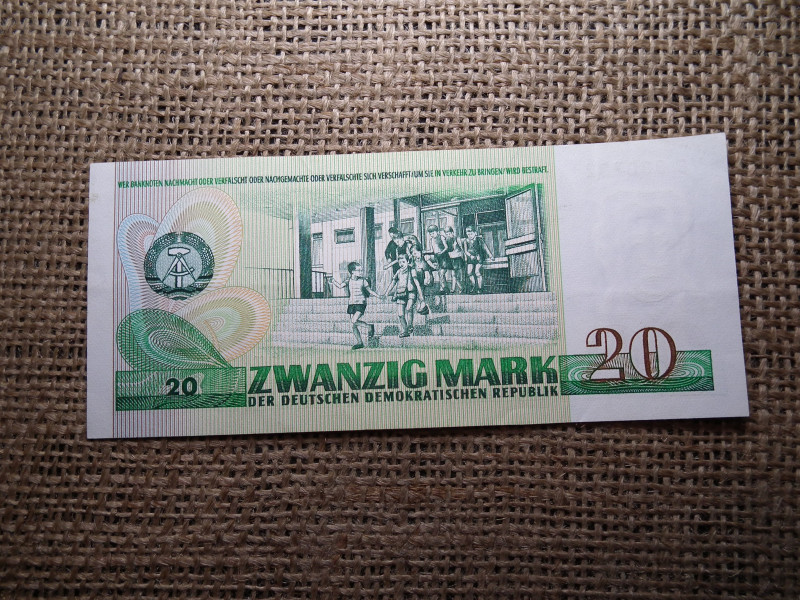 WER BANKNOTEN NACHMACHT ODER VERFÄLSCHT ODER NACHGEMACHTE ODER VERFÄLSCHTE SICH VERSCHAFFT/UM SIE IN VERKEHR ZU BRINGEN/WIRD BESTRAFT.
20
ZWANZIG MARK
DER DEUTSCHEN DEMOKRATISCHEN REPUBLIK
20